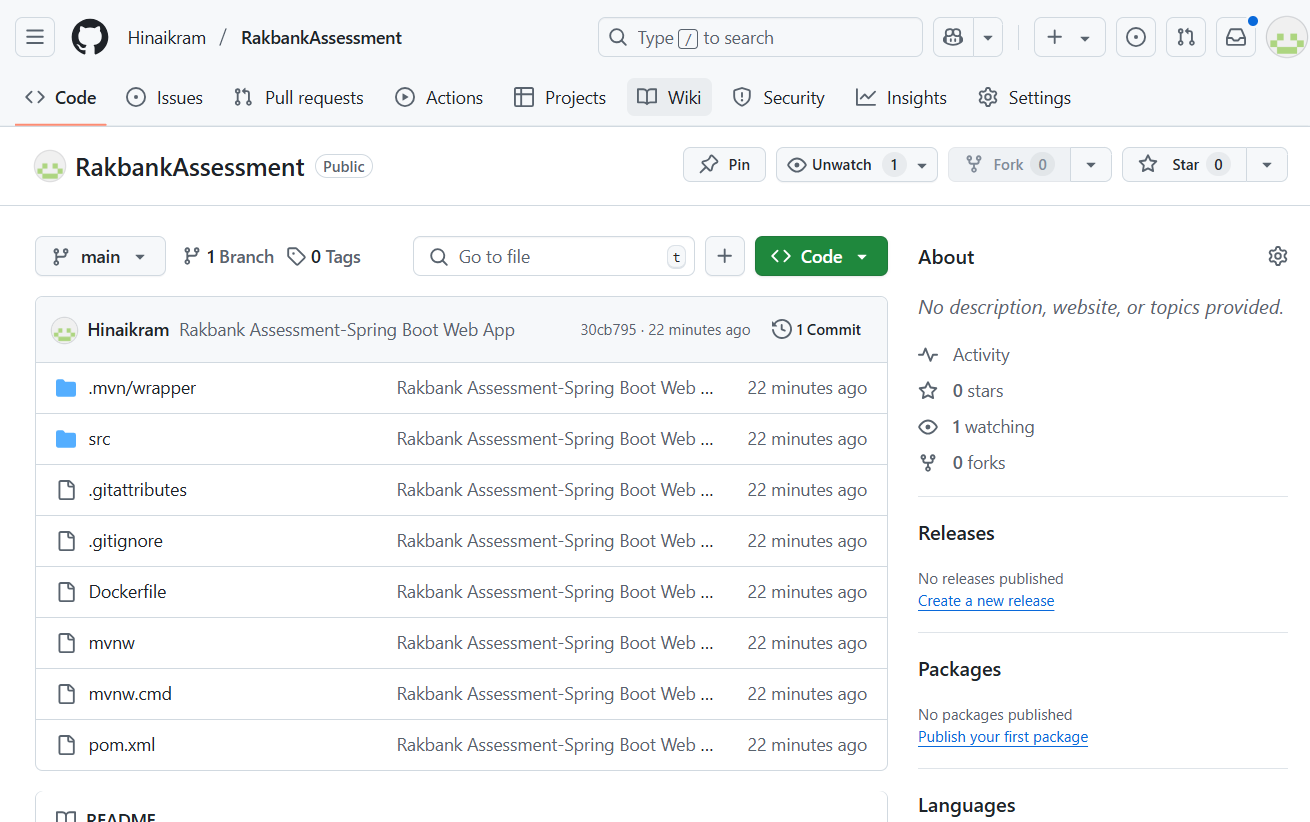 Hinaikram / RakbankAssessment
Type / to search
Code Issues Pull requests Actions Projects Wiki Security Insights Settings
RakbankAssessment Public
Pin Unwatch 1 Fork 0 Star 0
main 1 Branch 0 Tags Go to file t Code
Hinaikram Rakbank Assessment-Spring Boot Web App 30cb795 · 22 minutes ago 1 Commit
.mvn/wrapper Rakbank Assessment-Spring Boot Web ... 22 minutes ago
src Rakbank Assessment-Spring Boot Web ... 22 minutes ago
.gitattributes Rakbank Assessment-Spring Boot Web ... 22 minutes ago
.gitignore Rakbank Assessment-Spring Boot Web ... 22 minutes ago
Dockerfile Rakbank Assessment-Spring Boot Web ... 22 minutes ago
mvnw Rakbank Assessment-Spring Boot Web ... 22 minutes ago
mvnw.cmd Rakbank Assessment-Spring Boot Web ... 22 minutes ago
pom.xml Rakbank Assessment-Spring Boot Web ... 22 minutes ago
README
About
No description, website, or topics provided.
Activity
0 stars
1 watching
0 forks
Releases
No releases published
Create a new release
Packages
No packages published
Publish your first package
Languages